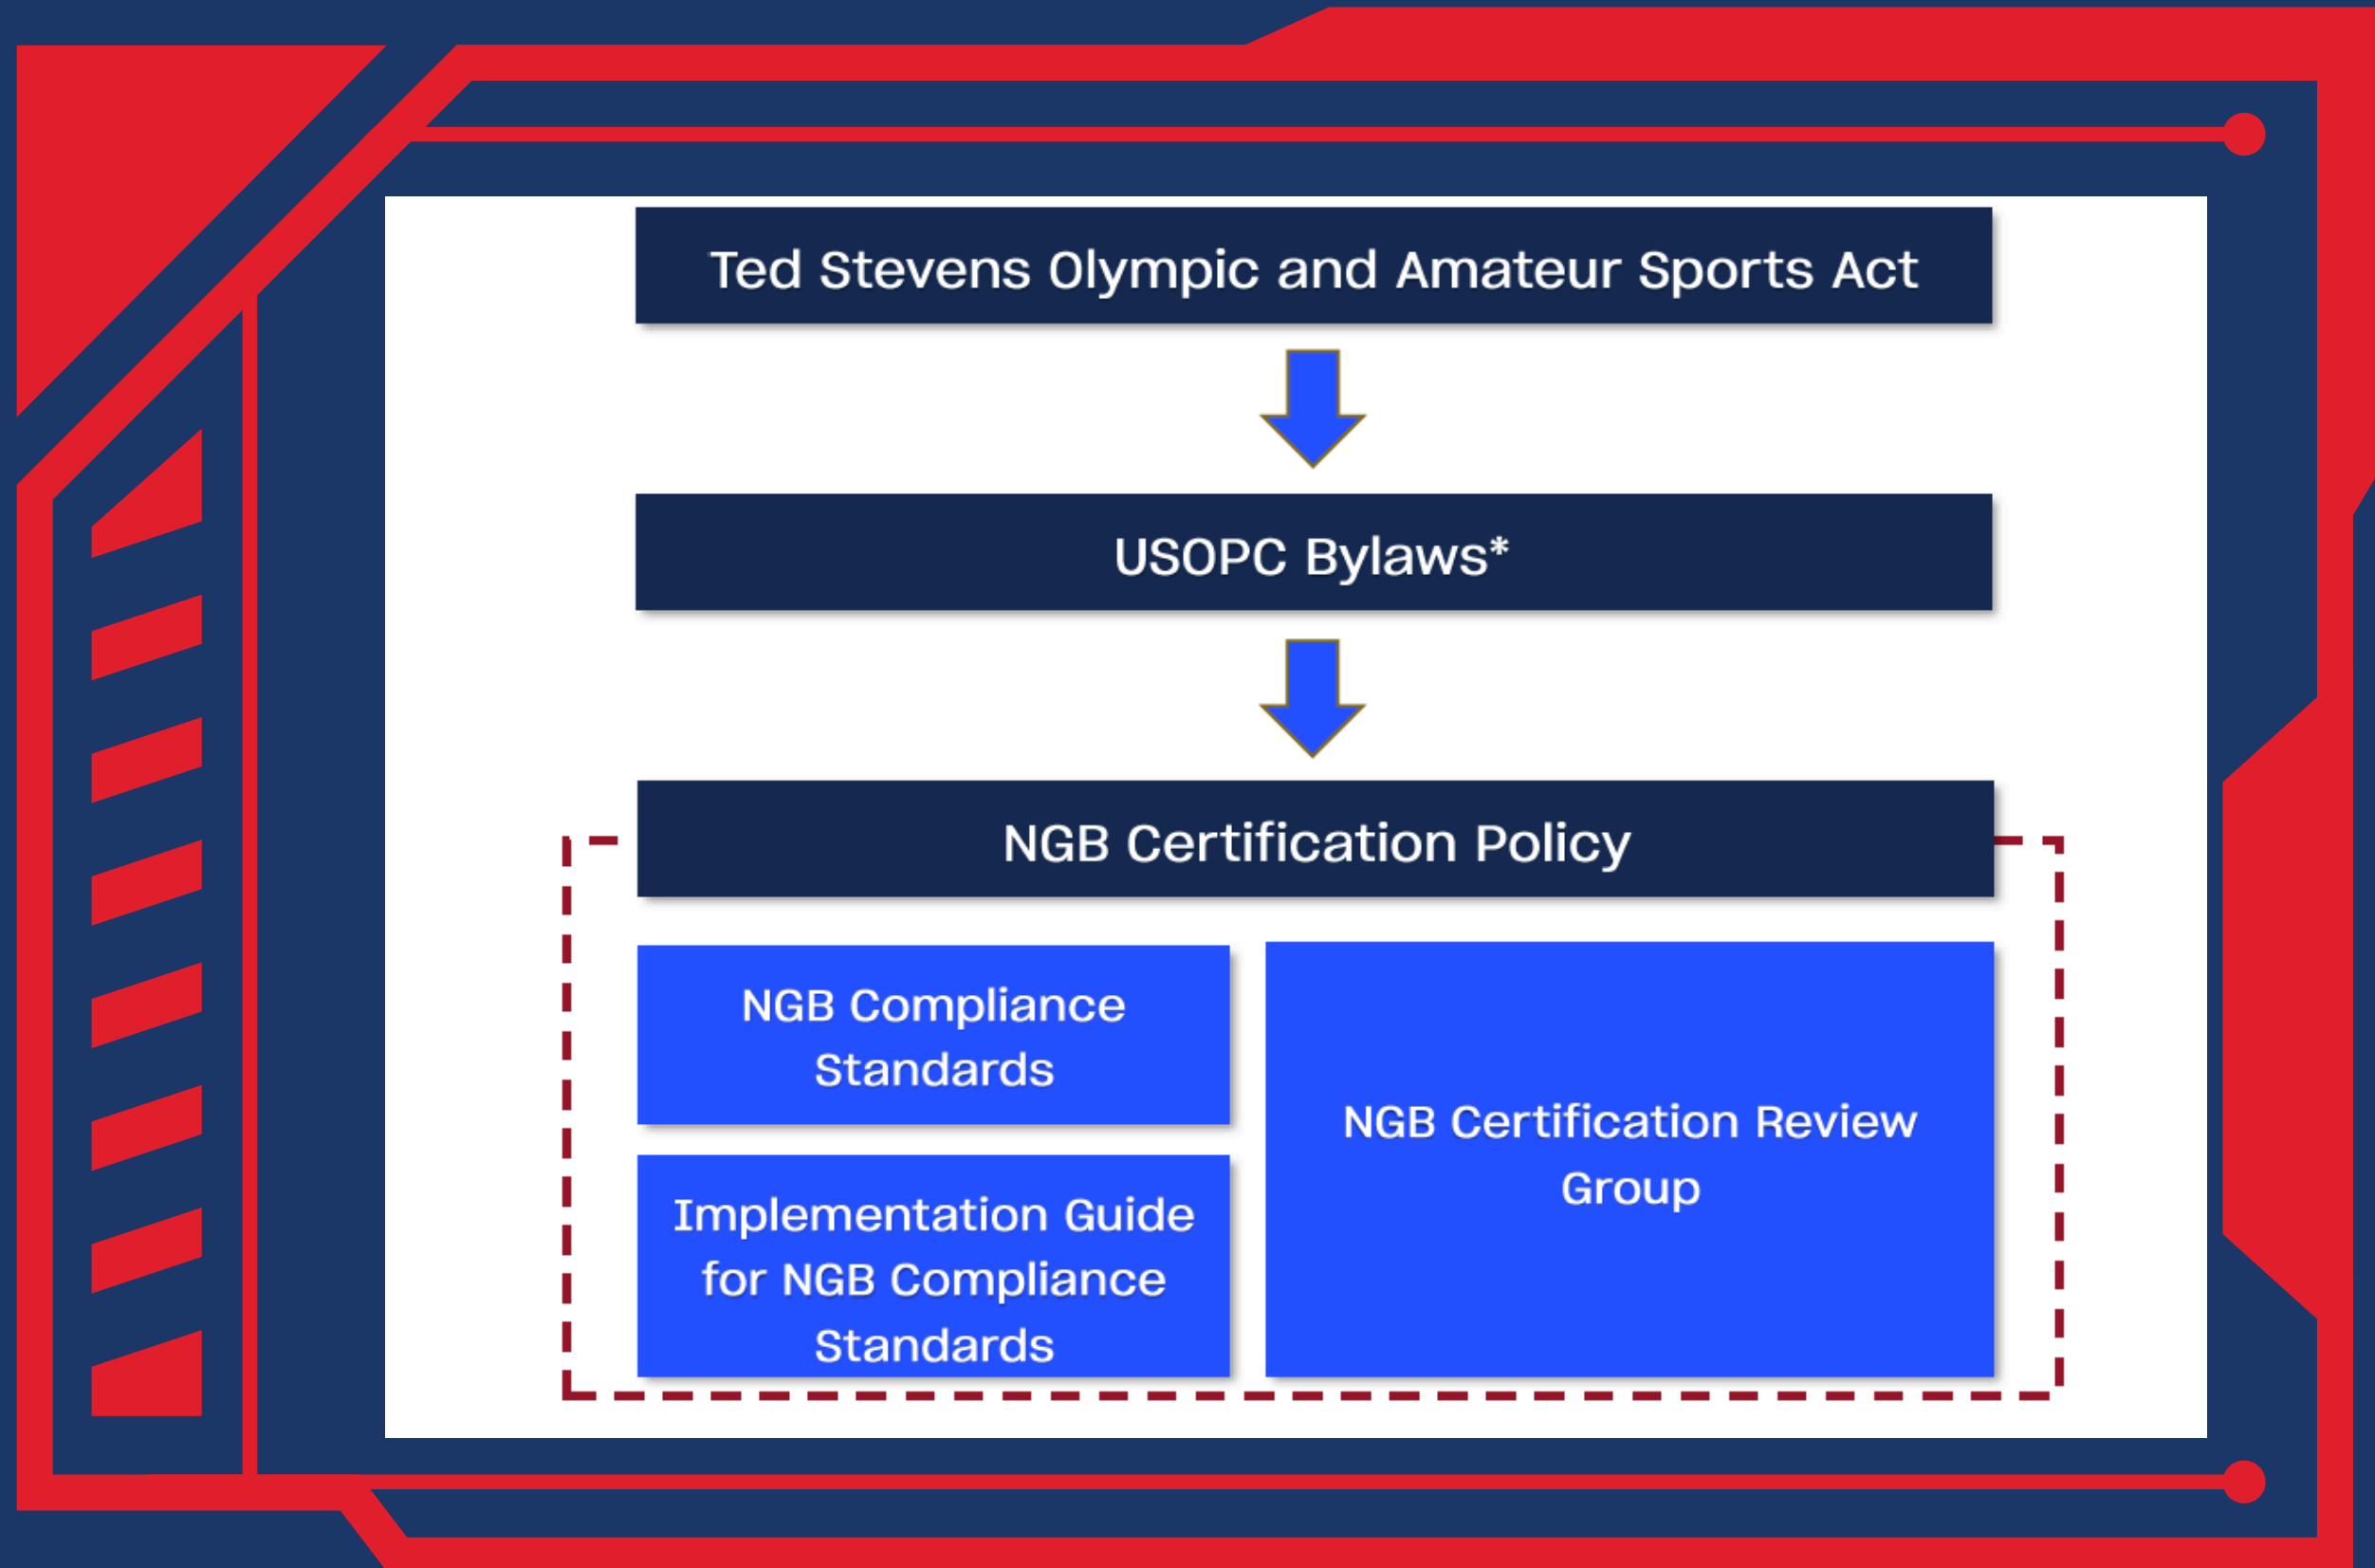 Ted Stevens Olympic and Amateur Sports Act
USOPC Bylaws*
NGB Certification Policy
NGB Compliance
Standards
Implementation Guide
for NGB Compliance
Standards
NGB Certification Review
Group